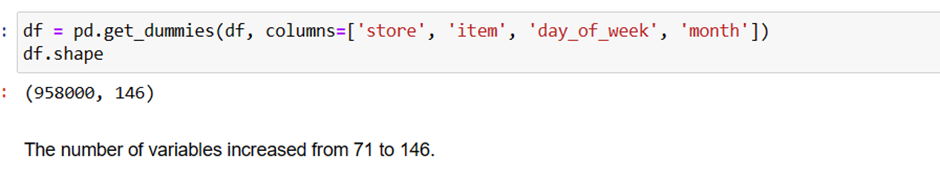 : df = pd.get_dummies(df, columns=['store', 'item', 'day_of_week', 'month'])
df.shape
: (958000, 146)
The number of variables increased from 71 to 146.